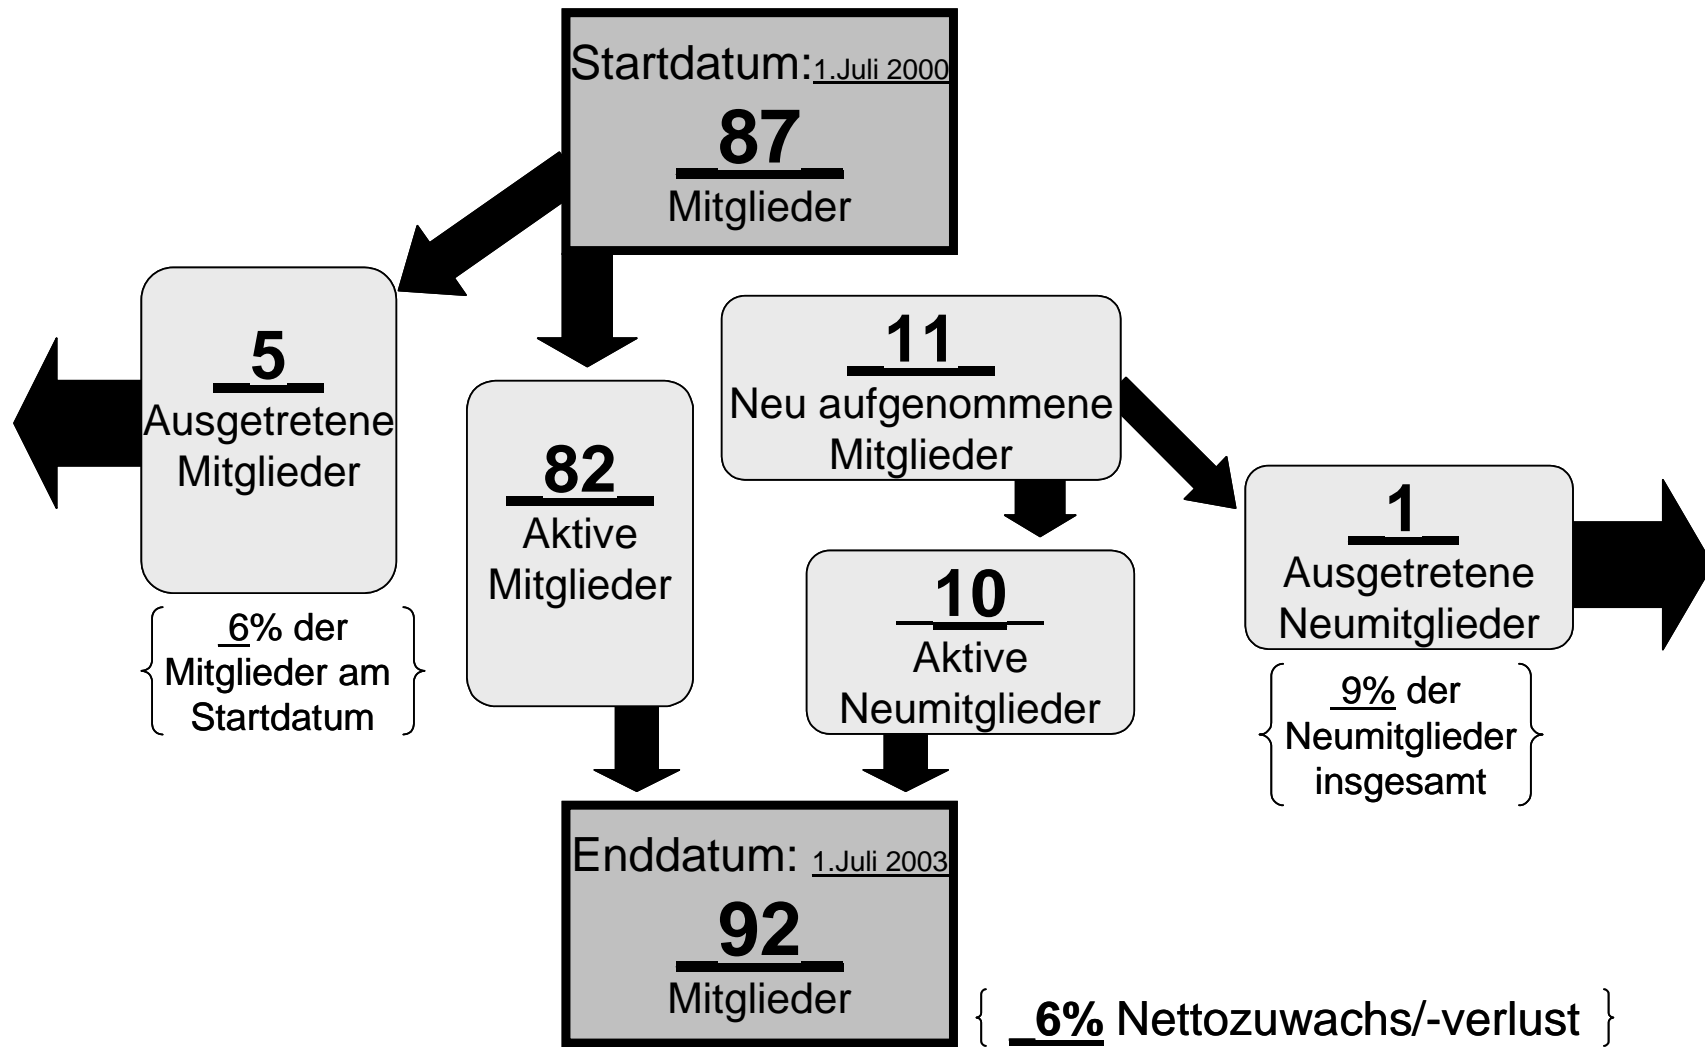 Startdatum: 1.Juli 2000
87
Mitglieder
5
Ausgetretene
Mitglieder
6% der
Mitglieder am
Startdatum
82
Aktive
Mitglieder
11
Neu aufgenommene
Mitglieder
10
Aktive
Neumitglieder
1
Ausgetretene
Neumitglieder
9% der
Neumitglieder
insgesamt
Enddatum: 1.Juli 2003
92
Mitglieder
6% Nettozuwachs/-verlust